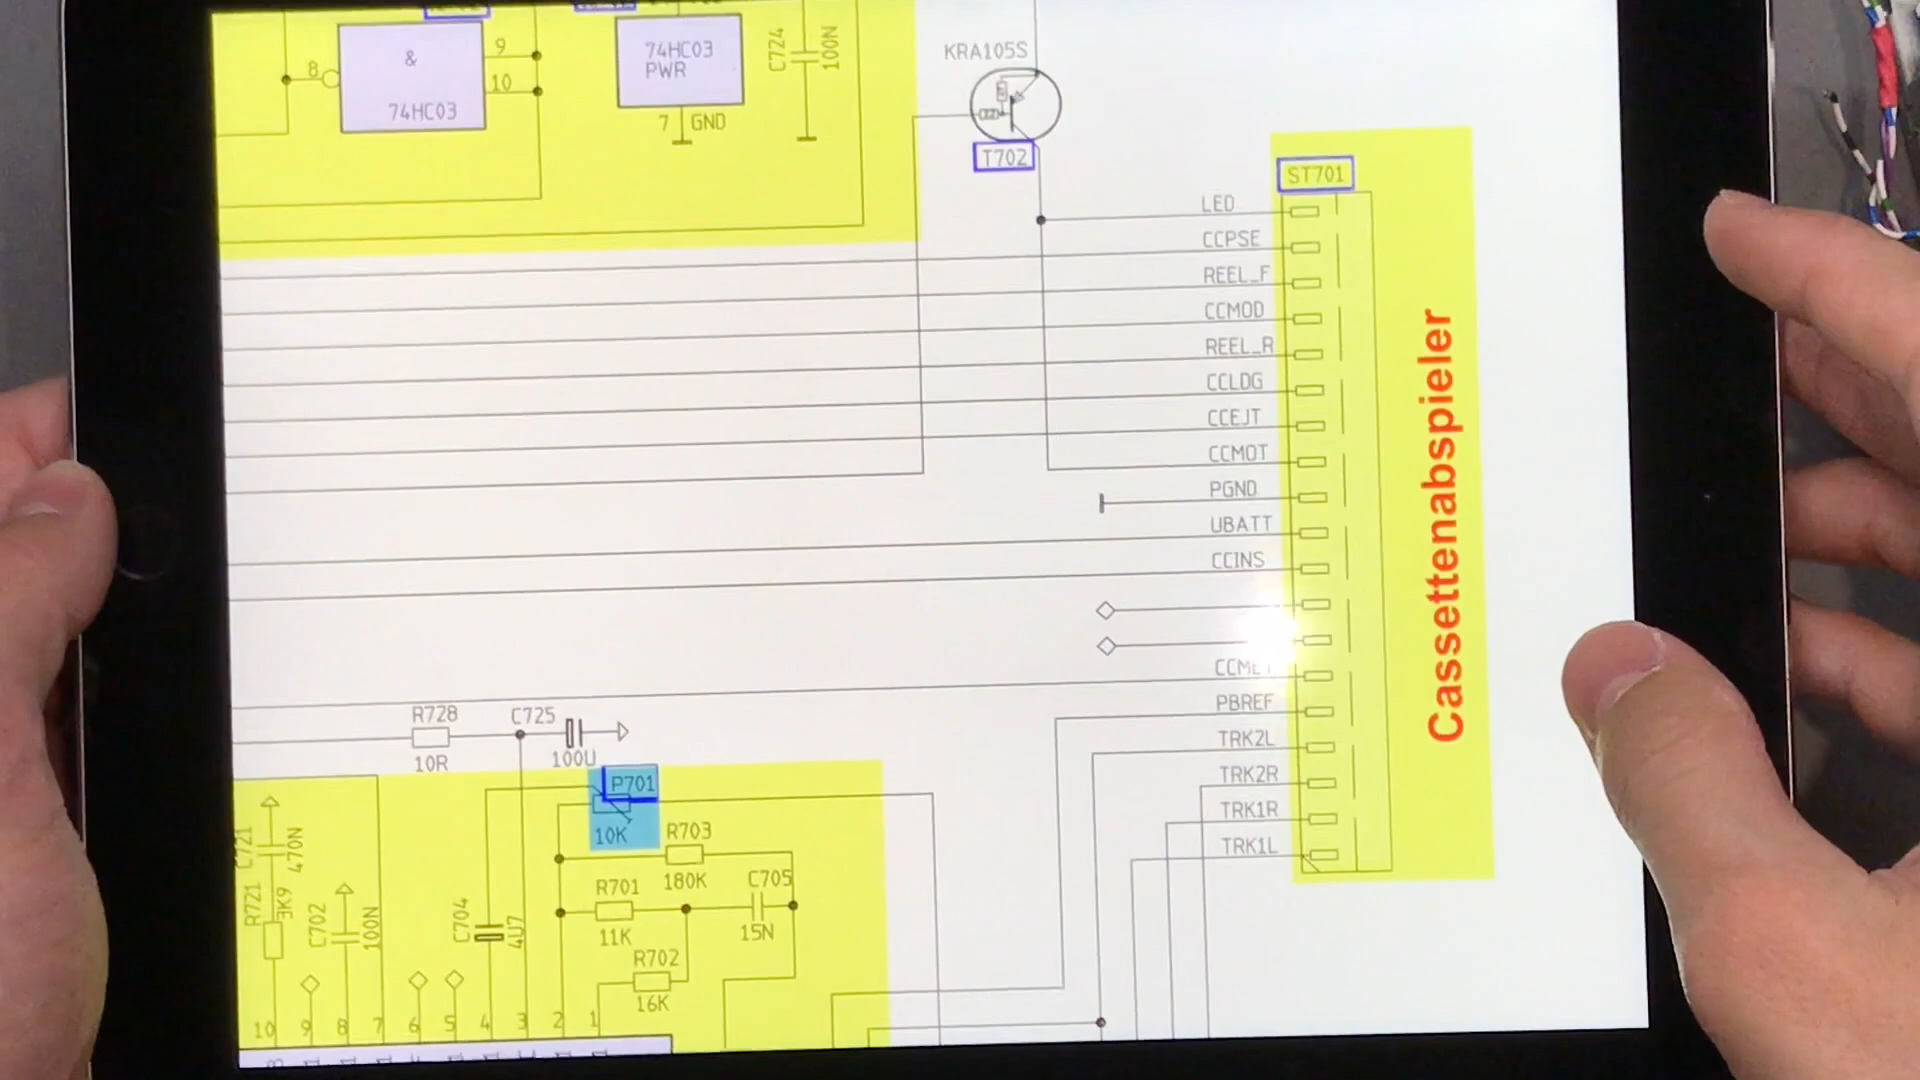 9
8
&
10
74HC03
74HC03
PWR
7
GND
C724
100N
KRA105S
T702
ST701
LED
CCPSE
REEL_F
CCMOD
REEL_R
CCLDG
CCEJT
CCMOT
PGND
UBATT
CCINS
PBREF
TRK2L
TRK2R
TRK1R
TRK1L
Cassettenabspieler
R728
10R
C725
100U
P701
10K
R703
180K
R701
11K
C705
15N
R702
16K
C721
470N
R721
3K9
C702
100N
C704
4U7
10
9
8
7
6
5
4
3
2
1